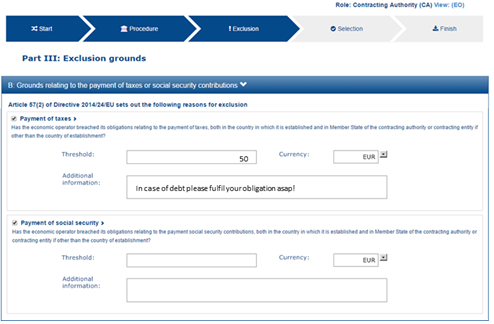 Role: Contracting Authority (CA) View: (EO)
Start
Procedure
Exclusion
Selection
Finish
Part III: Exclusion grounds
B: Grounds relating to the payment of taxes or social security contributions
Article 57(2) of Directive 2014/24/EU sets out the following reasons for exclusion
Payment of taxes
Has the economic operator breached its obligations relating to the payment of taxes, both in the country in which it is established and in Member State of the contracting authority or contracting entity if
other than the country of establishment?
Threshold: 50 Currency: EUR
Additional
information:
In case of debt please fulfil your obligation asap!
Payment of social security
Has the economic operator breached its obligations relating to the payment social security contributions, both in the country in which it is established and in Member State of the contracting authority or
contracting entity if other than the country of establishment?
Threshold: Currency: EUR
Additional
information: